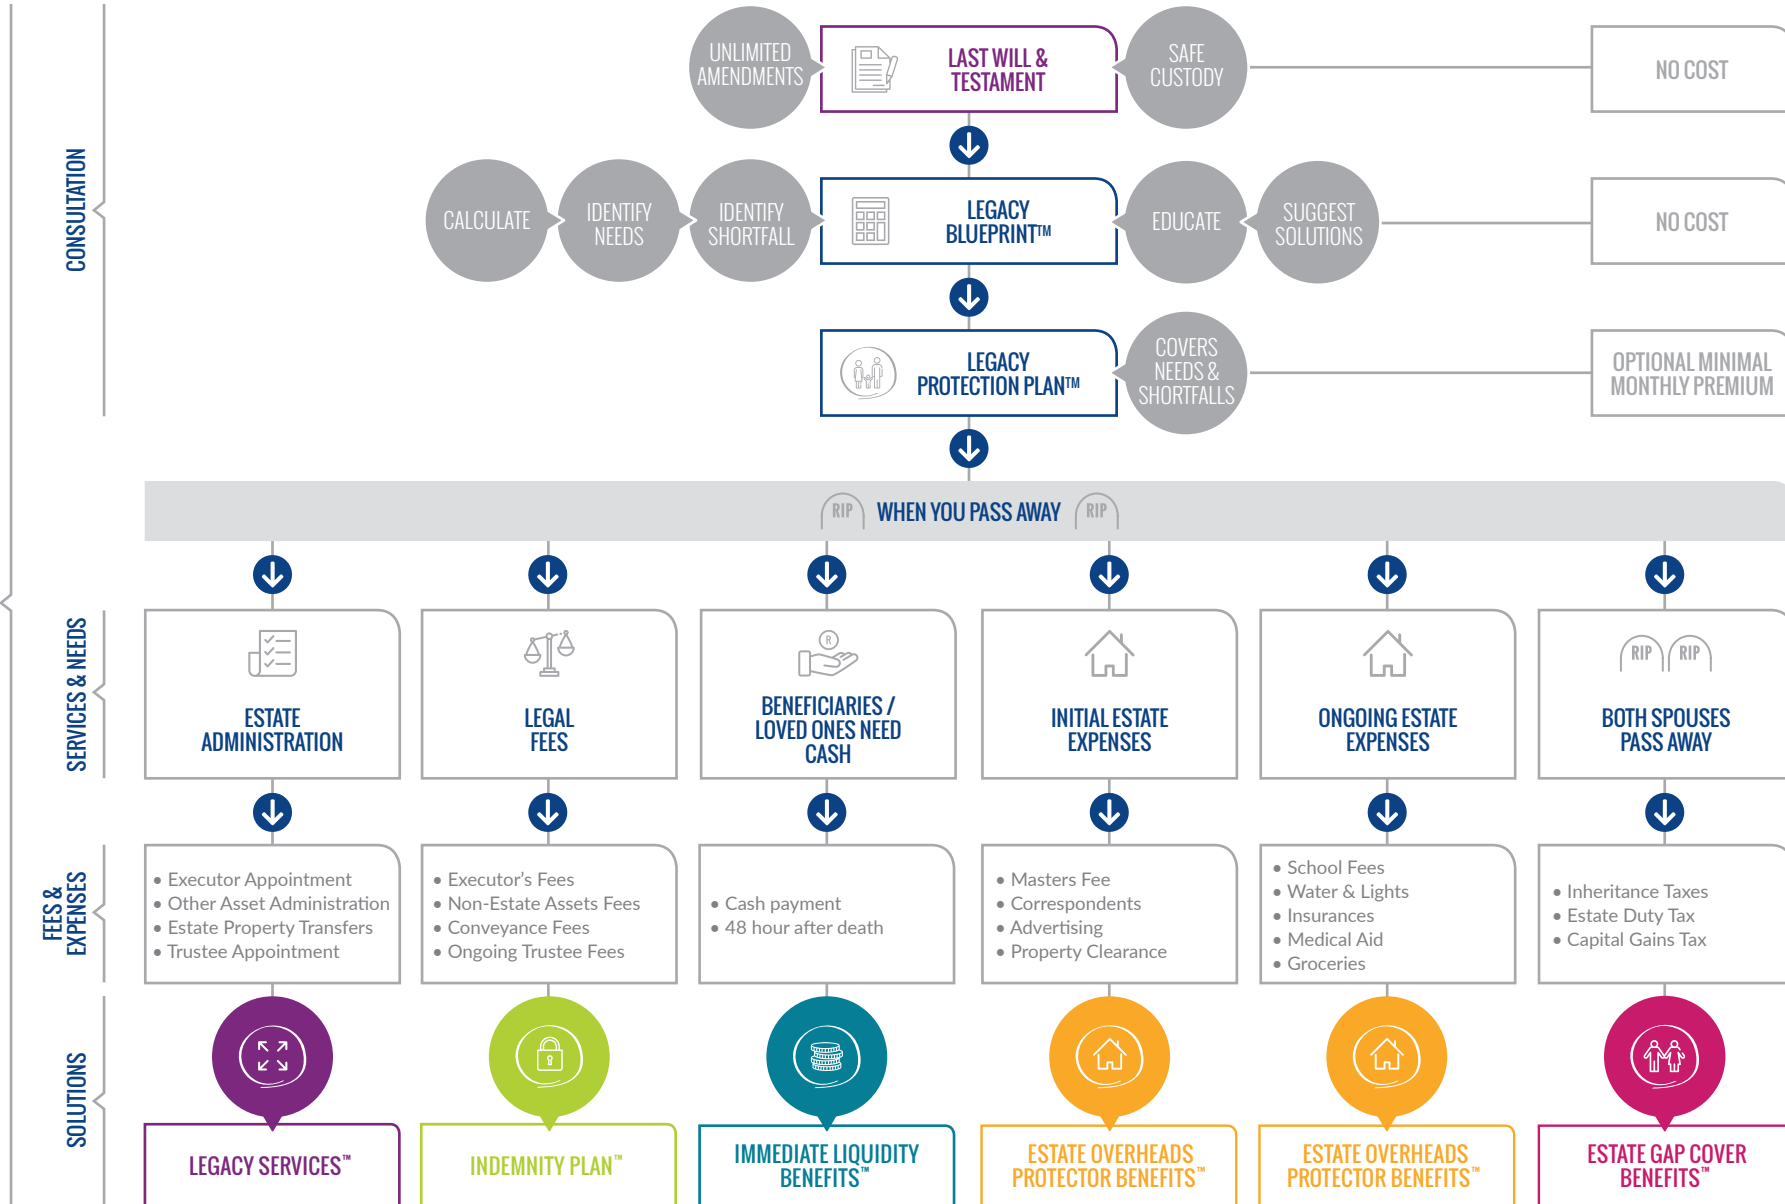 CONSULTATION
UNLIMITED
AMENDMENTS
LAST WILL &
TESTAMENT
SAFE
CUSTODY
NO COST
CALCULATE
IDENTIFY
NEEDS
IDENTIFY
SHORTFALL
LEGACY
BLUEPRINT™
EDUCATE
SUGGEST
SOLUTIONS
NO COST
LEGACY
PROTECTION PLAN™
COVERS
NEEDS &
SHORTFALLS
OPTIONAL MINIMAL
MONTHLY PREMIUM
RIP
WHEN YOU PASS AWAY
RIP
SERVICES & NEEDS
ESTATE
ADMINISTRATION
LEGAL
FEES
R
BENEFICIARIES /
LOVED ONES NEED
CASH
INITIAL ESTATE
EXPENSES
ONGOING ESTATE
EXPENSES
RIP
RIP
BOTH SPOUSES
PASS AWAY
FEES &
EXPENSES
• Executor Appointment
• Other Asset Administration
• Estate Property Transfers
• Trustee Appointment
• Executor's Fees
• Non-Estate Assets Fees
• Conveyance Fees
• Ongoing Trustee Fees
• Cash payment
• 48 hour after death
• Masters Fee
• Correspondents
• Advertising
• Property Clearance
• School Fees
• Water & Lights
• Insurances
• Medical Aid
• Groceries
• Inheritance Taxes
• Estate Duty Tax
• Capital Gains Tax
SOLUTIONS
LEGACY SERVICES™
INDEMNITY PLAN™
IMMEDIATE LIQUIDITY
BENEFITS™
ESTATE OVERHEADS
PROTECTOR BENEFITS™
ESTATE OVERHEADS
PROTECTOR BENEFITS™
ESTATE GAP COVER
BENEFITS™